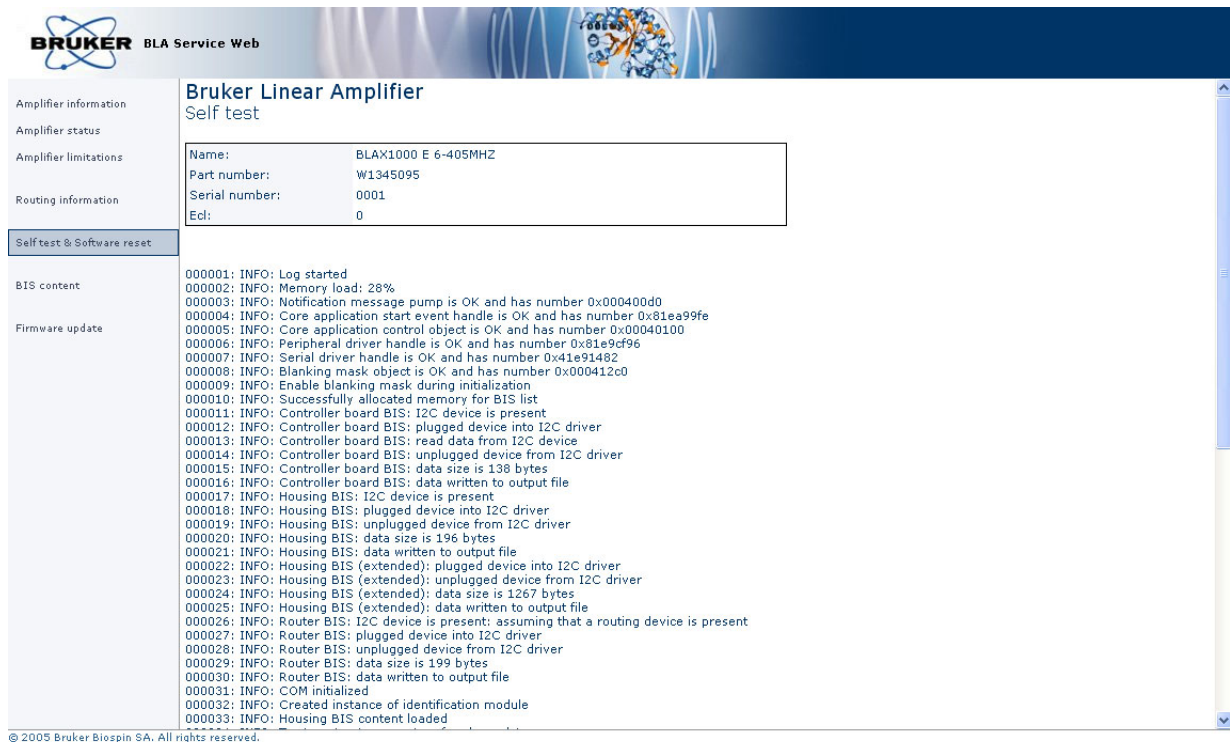 BRUKER BLA Service Web
Amplifier information
Amplifier status
Amplifier limitations
Routing information
Self test & Software reset
BIS content
Firmware update
Bruker Linear Amplifier
Self test
Name: BLAX1000 E 6-405MHZ
Part number: W1345095
Serial number: 0001
Ecl: 0
000001: INFO: Log started
000002: INFO: Memory load: 28%
000003: INFO: Notification message pump is OK and has number 0x000400d0
000004: INFO: Core application start event handle is OK and has number 0x81ea99fe
000005: INFO: Core application control object is OK and has number 0x00040100
000006: INFO: Peripheral driver handle is OK and has number 0x81e9cf96
000007: INFO: Serial driver handle is OK and has number 0x41e91482
000008: INFO: Blanking mask object is OK and has number 0x000412c0
000009: INFO: Enable blanking mask during initialization
000010: INFO: Successfully allocated memory for BIS list
000011: INFO: Controller board BIS: I2C device is present
000012: INFO: Controller board BIS: plugged device into I2C driver
000013: INFO: Controller board BIS: read data from I2C device
000014: INFO: Controller board BIS: unplugged device from I2C driver
000015: INFO: Controller board BIS: data size is 138 bytes
000016: INFO: Controller board BIS: data written to output file
000017: INFO: Housing BIS: I2C device is present
000018: INFO: Housing BIS: plugged device into I2C driver
000019: INFO: Housing BIS: unplugged device from I2C driver
000020: INFO: Housing BIS: data size is 196 bytes
000021: INFO: Housing BIS: data written to output file
000022: INFO: Housing BIS (extended): plugged device into I2C driver
000023: INFO: Housing BIS (extended): unplugged device from I2C driver
000024: INFO: Housing BIS (extended): data size is 1267 bytes
000025: INFO: Housing BIS (extended): data written to output file
000026: INFO: Router BIS: I2C device is present: assuming that a routing device is present
000027: INFO: Router BIS: plugged device into I2C driver
000028: INFO: Router BIS: unplugged device from I2C driver
000029: INFO: Router BIS: data size is 199 bytes
000030: INFO: Router BIS: data written to output file
000031: INFO: COM initialized
000032: INFO: Created instance of identification module
000033: INFO: Housing BIS content loaded
© 2005 Bruker Biospin SA. All rights reserved.